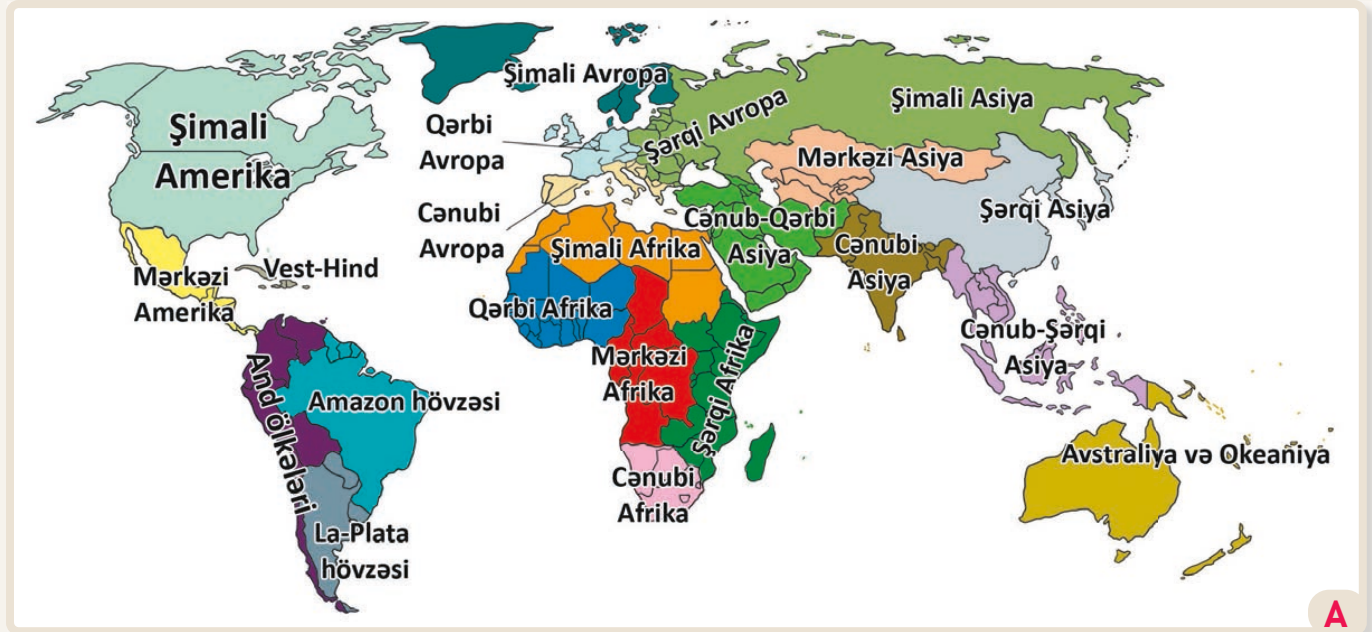 Şimali
Amerika
Mərkəzi
Amerika
Vest-Hind
And ölkələri
Amazon hövzəsi
La-Plata
hövzəsi
Şimali Avropa
Qərbi
Avropa
Cənubi
Avropa
Şərqi Avropa
Şimali Asiya
Mərkəzi Asiya
Şərqi Asiya
Cənub-Qərbi
Asiya
Cənubi
Asiya
Cənub-Şərqi
Asiya
Şimali Afrika
Qərbi Afrika
Mərkəzi
Afrika
Şərqi Afrika
Cənubi
Afrika
Avstraliya və Okeaniya
A